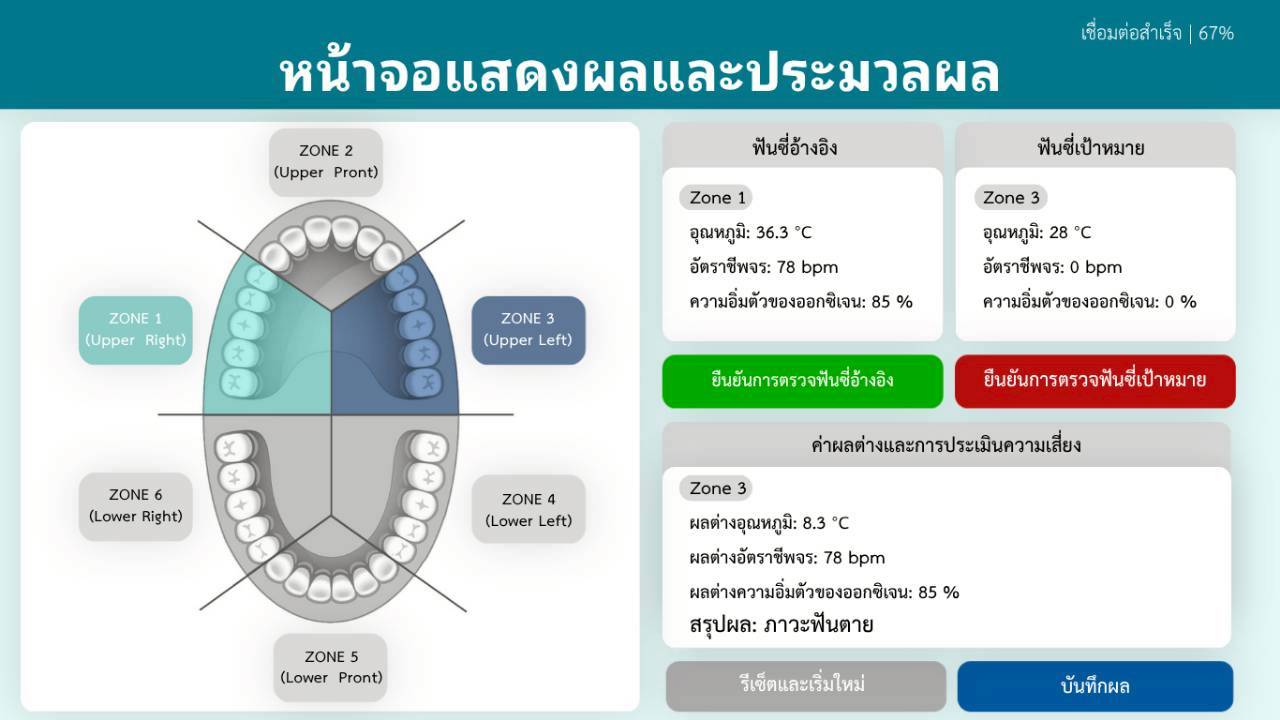 เชื่อมต่อสำเร็จ | 67%
หน้าจอแสดงผลและประมวลผล
ZONE 2
(Upper Pront)
ZONE 1
(Upper Right)
ZONE 3
(Upper Left)
ZONE 6
(Lower Right)
ZONE 4
(Lower Left)
ZONE 5
(Lower Pront)
ฟันซี่อ้างอิง
Zone 1
อุณหภูมิ: 36.3 °C
อัตราชีพจร: 78 bpm
ความอิ่มตัวของออกซิเจน: 85 %
ยืนยันการตรวจฟันซี่อ้างอิง
ฟันซี่เป้าหมาย
Zone 3
อุณหภูมิ: 28 °C
อัตราชีพจร: 0 bpm
ความอิ่มตัวของออกซิเจน: 0 %
ยืนยันการตรวจฟันซี่เป้าหมาย
ค่าผลต่างและการประเมินความเสี่ยง
Zone 3
ผลต่างอุณหภูมิ: 8.3 °C
ผลต่างอัตราชีพจร: 78 bpm
ผลต่างความอิ่มตัวของออกซิเจน: 85 %
สรุปผล: ภาวะฟันตาย
รีเซ็ตและเริ่มใหม่
บันทึกผล